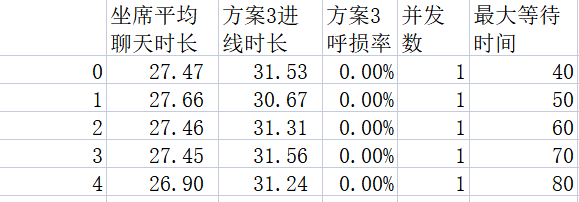 坐席平均聊天时长 方案3进线时长 方案3呼损率 并发数 最大等待时间
0 27.47 31.53 0.00% 1 40
1 27.66 30.67 0.00% 1 50
2 27.46 31.31 0.00% 1 60
3 27.45 31.56 0.00% 1 70
4 26.90 31.24 0.00% 1 80